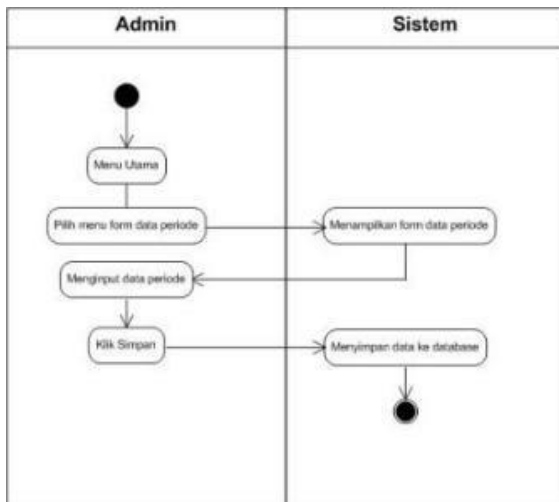 Admin
Sistem
Menu Utama
Pilih menu form data periode
Menampilkan form data periode
Menginput data periode
Klik Simpan
Menyimpan data ke database